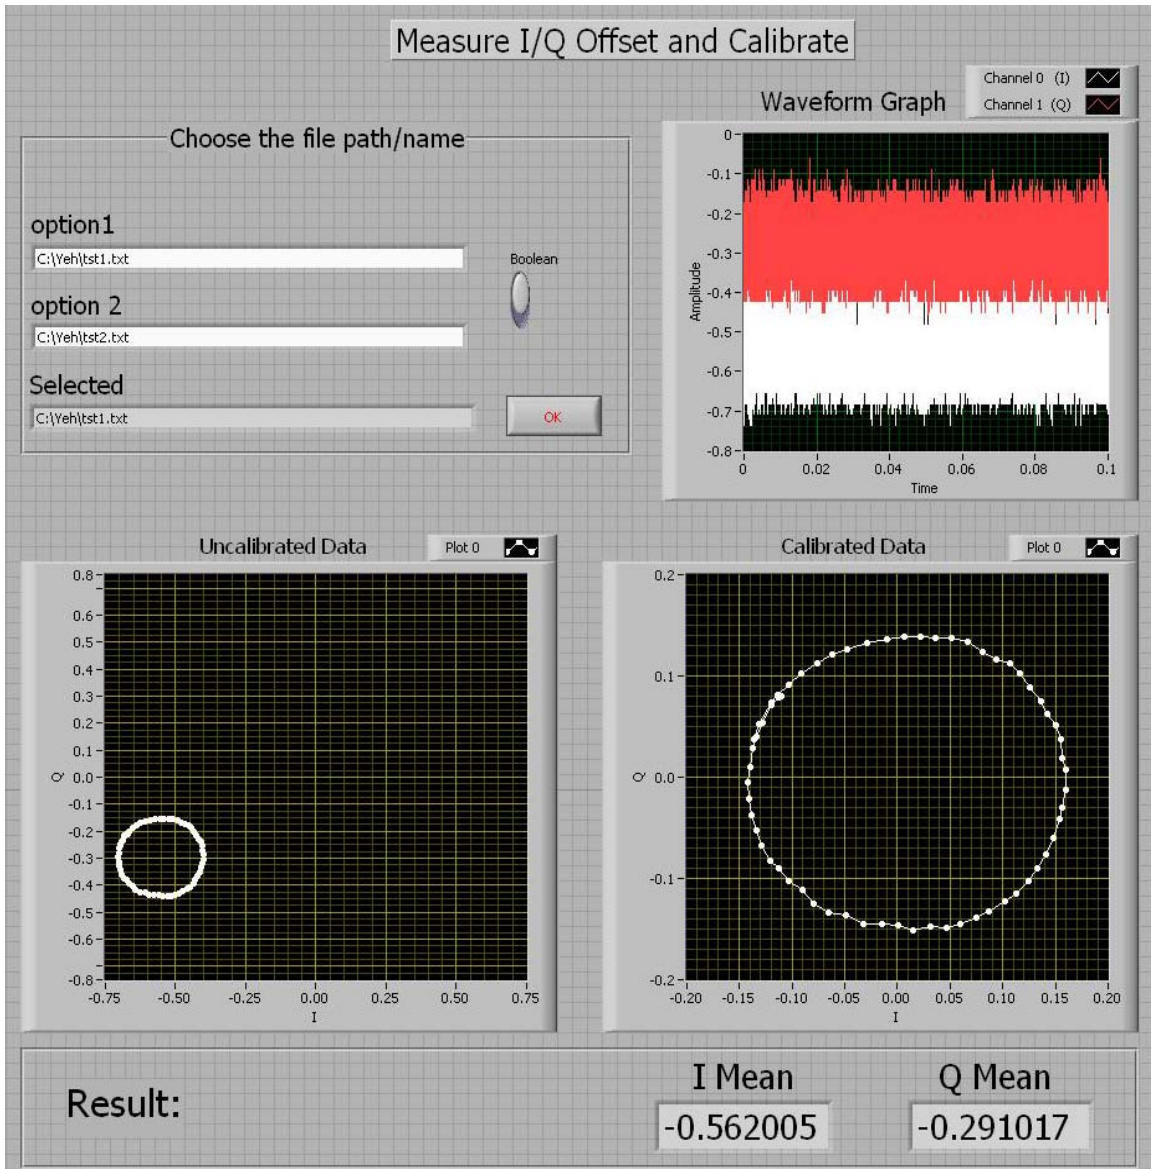 Measure I/Q Offset and Calibrate
Choose the file path/name
option1
C:\Yeh\tst1.txt
option 2
C:\Yeh\tst2.txt
Selected
C:\Yeh\tst1.txt
Boolean
OK
Waveform Graph
Channel 0 (I)
Channel 1 (Q)
Amplitude
0
-0.1
-0.2
-0.3
-0.4
-0.5
-0.6
-0.7
-0.8
0 0.02 0.04 0.06 0.08 0.1
Time
Uncalibrated Data
Plot 0
0.8
0.6
0.5
0.4
0.3
0.2
0.1
Q 0.0
-0.1
-0.2
-0.3
-0.4
-0.5
-0.6
-0.8
-0.75 -0.50 -0.25 0.00 0.25 0.50 0.75
I
Calibrated Data
Plot 0
0.2
0.1
Q 0.0
-0.1
-0.2
-0.20 -0.15 -0.10 -0.05 0.00 0.05 0.10 0.15 0.20
I
Result:
I Mean
-0.562005
Q Mean
-0.291017